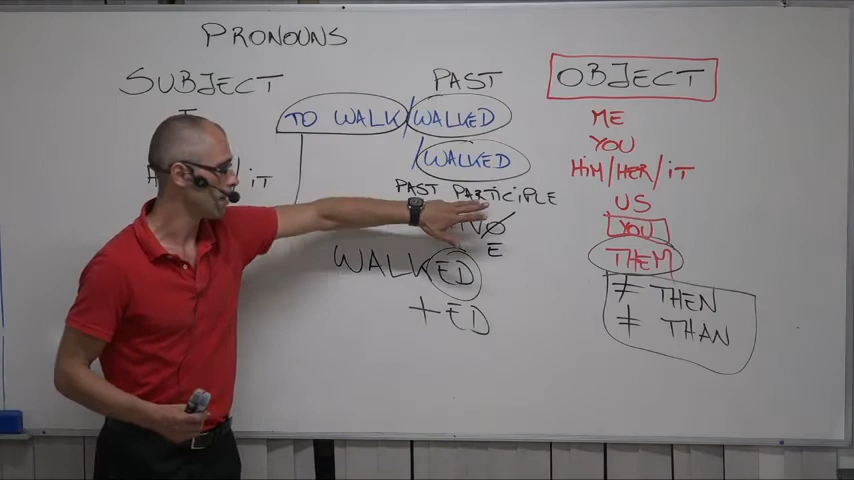 PRONOUNS
SUBJECT
I
IT
PAST
TO WALK / WALKED
/ WALKED
PAST PARTICIPLE
E
WALKED
+ED
OBJECT
ME
YOU
HIM/HER/IT
US
YOU
THEM
≠ THEN
≠ THAN